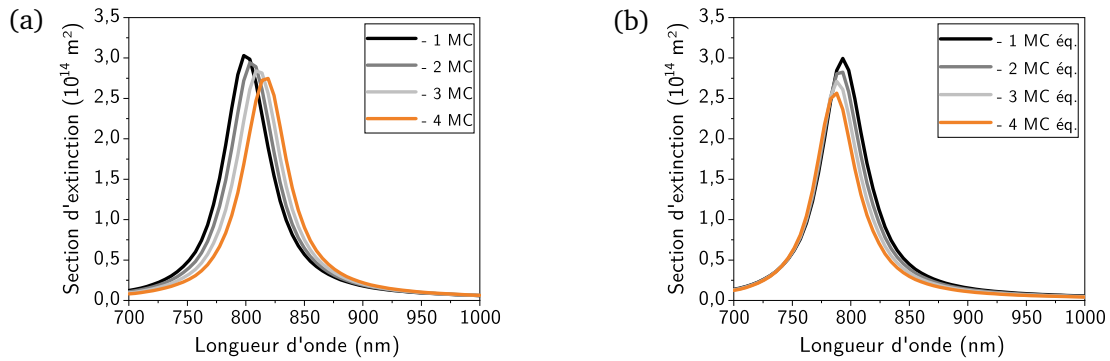 (a)
Section d'extinction (10¹⁴ m²)
3,5
3,0
2,5
2,0
1,5
1,0
0,5
0,0
700 750 800 850 900 950 1000
Longueur d'onde (nm)
- 1 MC
- 2 MC
- 3 MC
- 4 MC
(b)
Section d'extinction (10¹⁴ m²)
3,5
3,0
2,5
2,0
1,5
1,0
0,5
0,0
700 750 800 850 900 950 1000
Longueur d'onde (nm)
- 1 MC éq.
- 2 MC éq.
- 3 MC éq.
- 4 MC éq.